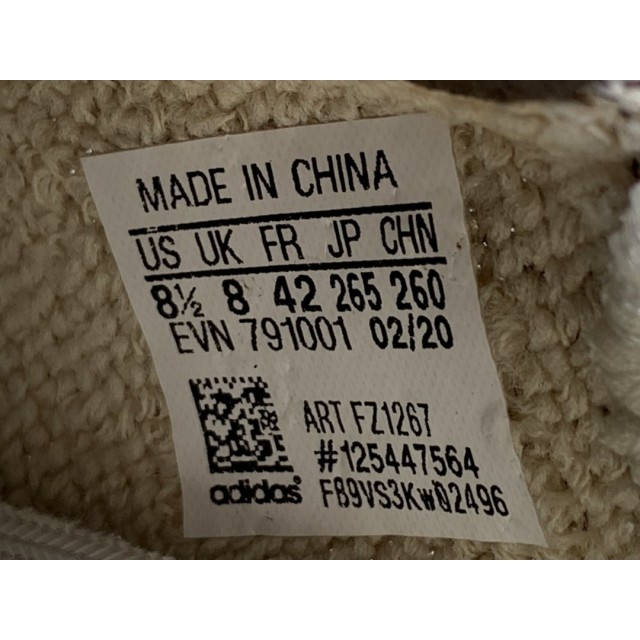 MADE IN CHINA
US UK FR JP CHN
8½ 8 42 265 260
EVN 791001 02/20
ART FZ1267
#125447564
adidas